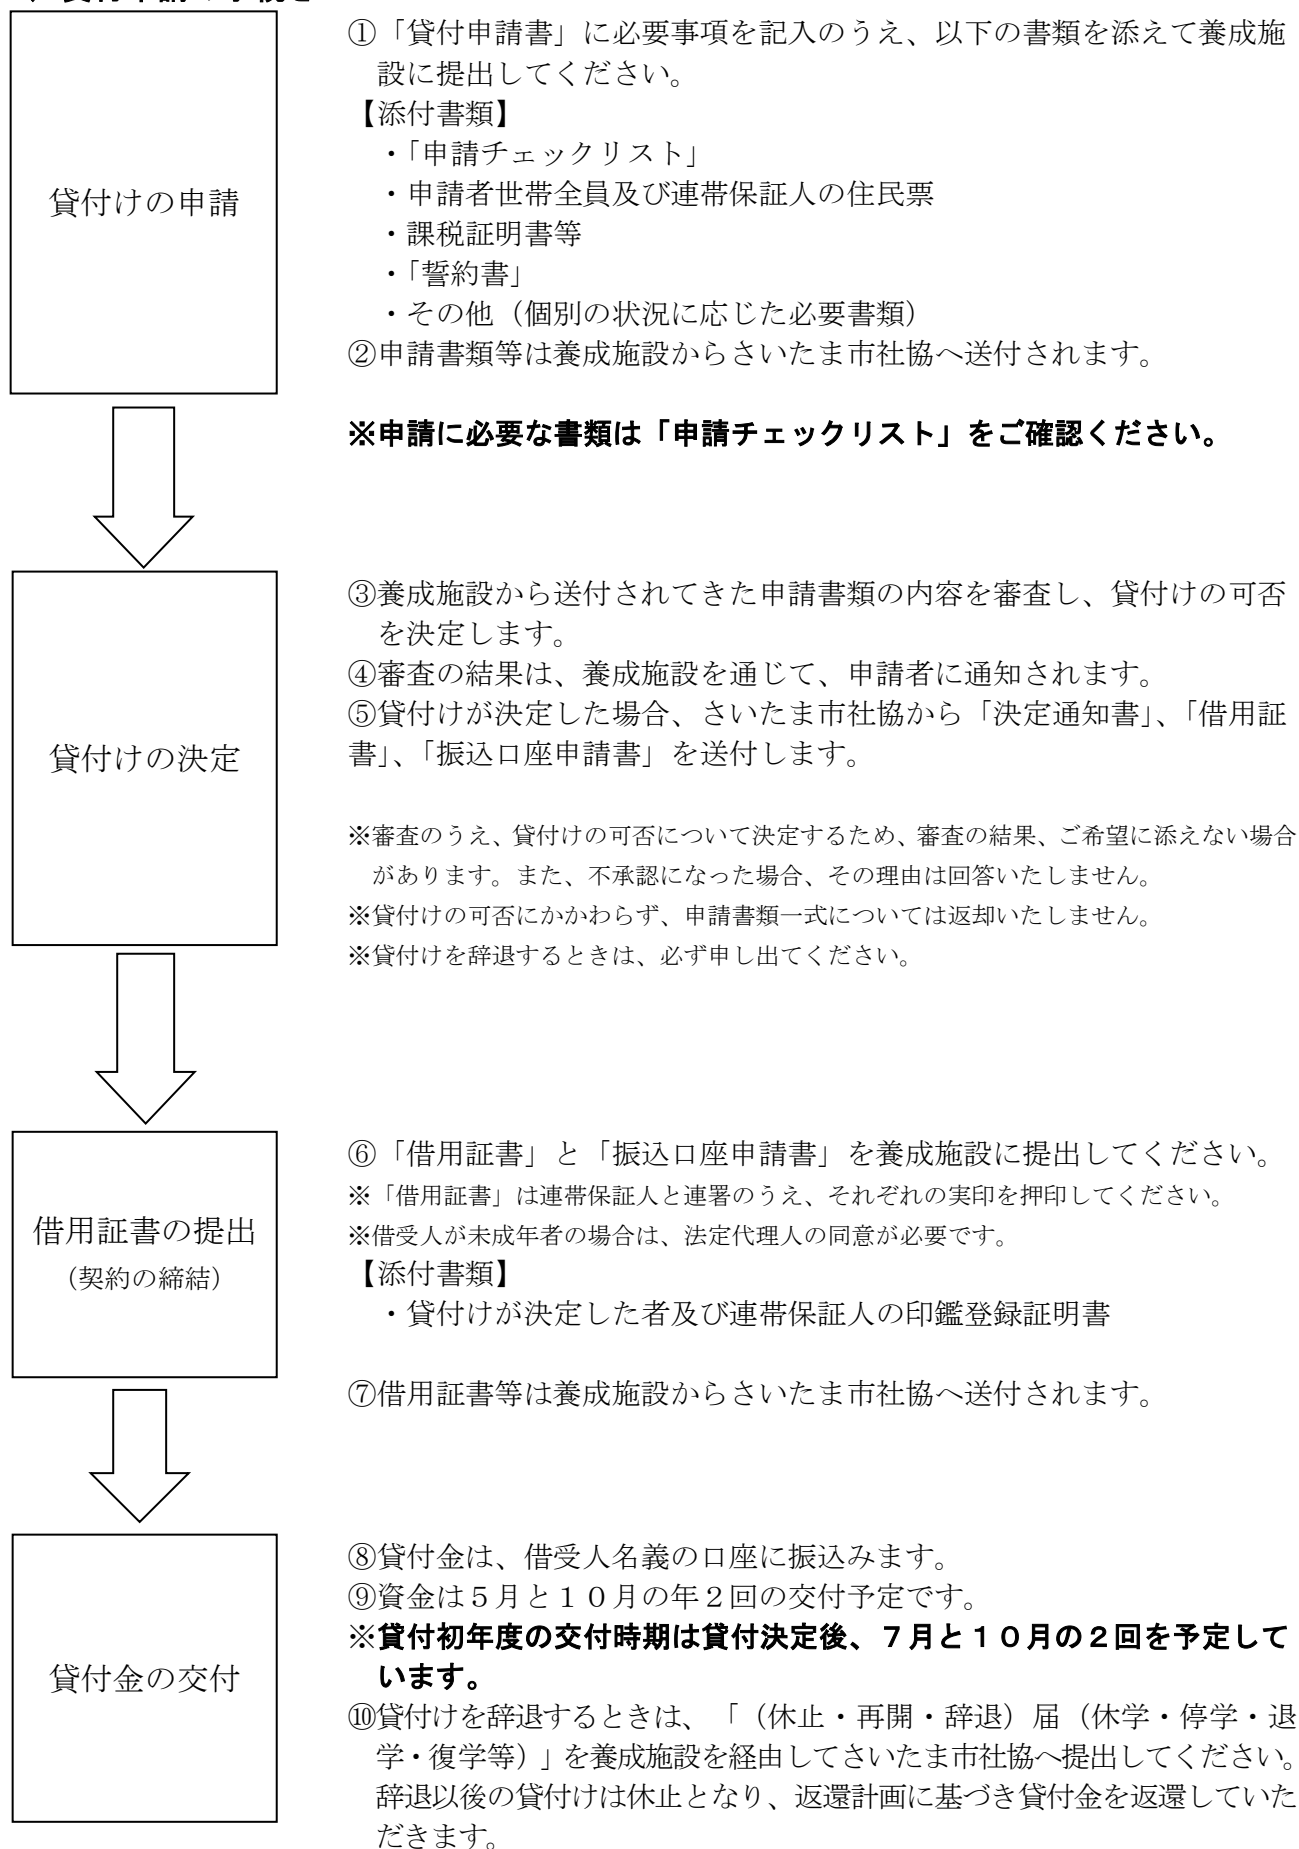 貸付けの申請
①「貸付申請書」に必要事項を記入のうえ、以下の書類を添えて養成施
設に提出してください。
【添付書類】
・「申請チェックリスト」
・申請者世帯全員及び連帯保証人の住民票
・課税証明書等
・「誓約書」
・その他（個別の状況に応じた必要書類）
②申請書類等は養成施設からさいたま市社協へ送付されます。
※申請に必要な書類は「申請チェックリスト」をご確認ください。
貸付けの決定
③養成施設から送付されてきた申請書類の内容を審査し、貸付けの可否
を決定します。
④審査の結果は、養成施設を通じて、申請者に通知されます。
⑤貸付けが決定した場合、さいたま市社協から「決定通知書」、「借用証
書」、「振込口座申請書」を送付します。
※審査のうえ、貸付けの可否について決定するため、審査の結果、ご希望に添えない場合
があります。また、不承認になった場合、その理由は回答いたしません。
※貸付けの可否にかかわらず、申請書類一式については返却いたしません。
※貸付けを辞退するときは、必ず申し出てください。
借用証書の提出
（契約の締結）
⑥「借用証書」と「振込口座申請書」を養成施設に提出してください。
※「借用証書」は連帯保証人と連署のうえ、それぞれの実印を押印してください。
※借受人が未成年者の場合は、法定代理人の同意が必要です。
【添付書類】
・貸付けが決定した者及び連帯保証人の印鑑登録証明書
⑦借用証書等は養成施設からさいたま市社協へ送付されます。
貸付金の交付
⑧貸付金は、借受人名義の口座に振込みます。
⑨資金は５月と１０月の年２回の交付予定です。
※貸付初年度の交付時期は貸付決定後、７月と１０月の２回を予定して
います。
⑩貸付けを辞退するときは、「（休止・再開・辞退）届（休学・停学・退
学・復学等）」を養成施設を経由してさいたま市社協へ提出してください。
辞退以後の貸付けは休止となり、返還計画に基づき貸付金を返還していた
だきます。